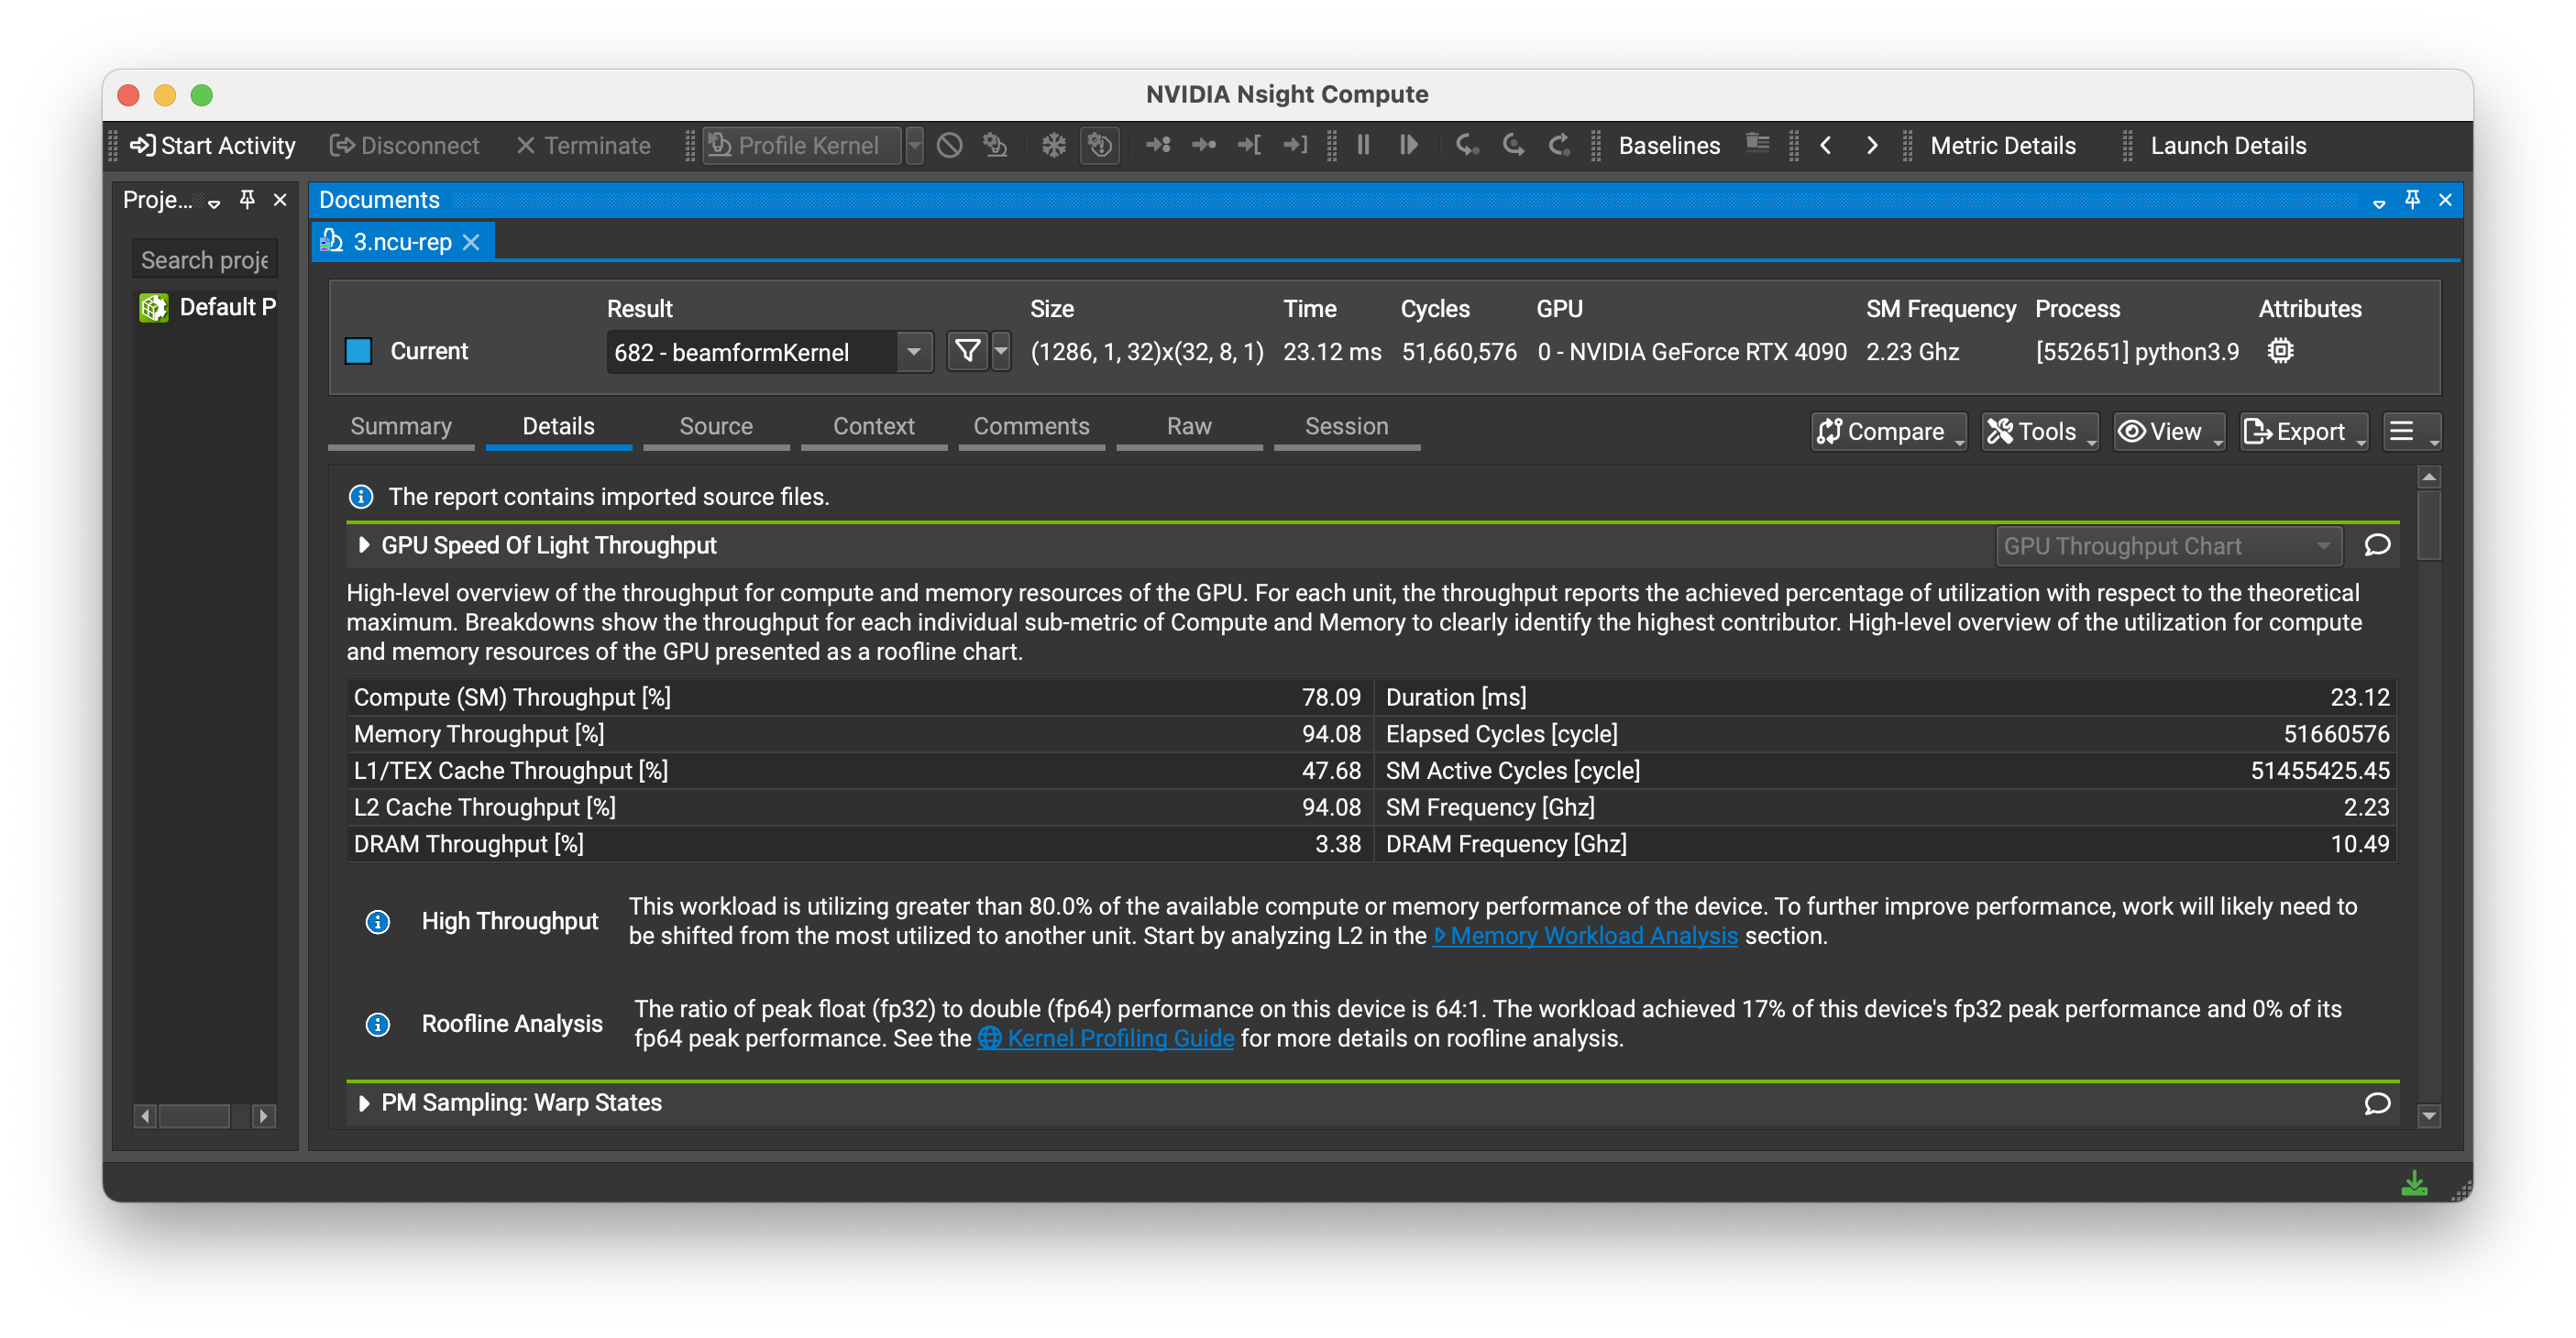 NVIDIA Nsight Compute
Start Activity Disconnect Terminate Profile Kernel Baselines Metric Details Launch Details
Proje...
Documents
3.ncu-rep
Search proje
Default P
Result Size Time Cycles GPU SM Frequency Process Attributes
Current 682 - beamformKernel (1286, 1, 32)x(32, 8, 1) 23.12 ms 51,660,576 0 - NVIDIA GeForce RTX 4090 2.23 Ghz [552651] python3.9
Summary Details Source Context Comments Raw Session Compare Tools View Export
The report contains imported source files.
GPU Speed Of Light Throughput GPU Throughput Chart
High-level overview of the throughput for compute and memory resources of the GPU. For each unit, the throughput reports the achieved percentage of utilization with respect to the theoretical
maximum. Breakdowns show the throughput for each individual sub-metric of Compute and Memory to clearly identify the highest contributor. High-level overview of the utilization for compute
and memory resources of the GPU presented as a roofline chart.
Compute (SM) Throughput [%] 78.09 Duration [ms] 23.12
Memory Throughput [%] 94.08 Elapsed Cycles [cycle] 51660576
L1/TEX Cache Throughput [%] 47.68 SM Active Cycles [cycle] 51455425.45
L2 Cache Throughput [%] 94.08 SM Frequency [Ghz] 2.23
DRAM Throughput [%] 3.38 DRAM Frequency [Ghz] 10.49
High Throughput
This workload is utilizing greater than 80.0% of the available compute or memory performance of the device. To further improve performance, work will likely need to
be shifted from the most utilized to another unit. Start by analyzing L2 in the Memory Workload Analysis section.
Roofline Analysis
The ratio of peak float (fp32) to double (fp64) performance on this device is 64:1. The workload achieved 17% of this device's fp32 peak performance and 0% of its
fp64 peak performance. See the Kernel Profiling Guide for more details on roofline analysis.
PM Sampling: Warp States